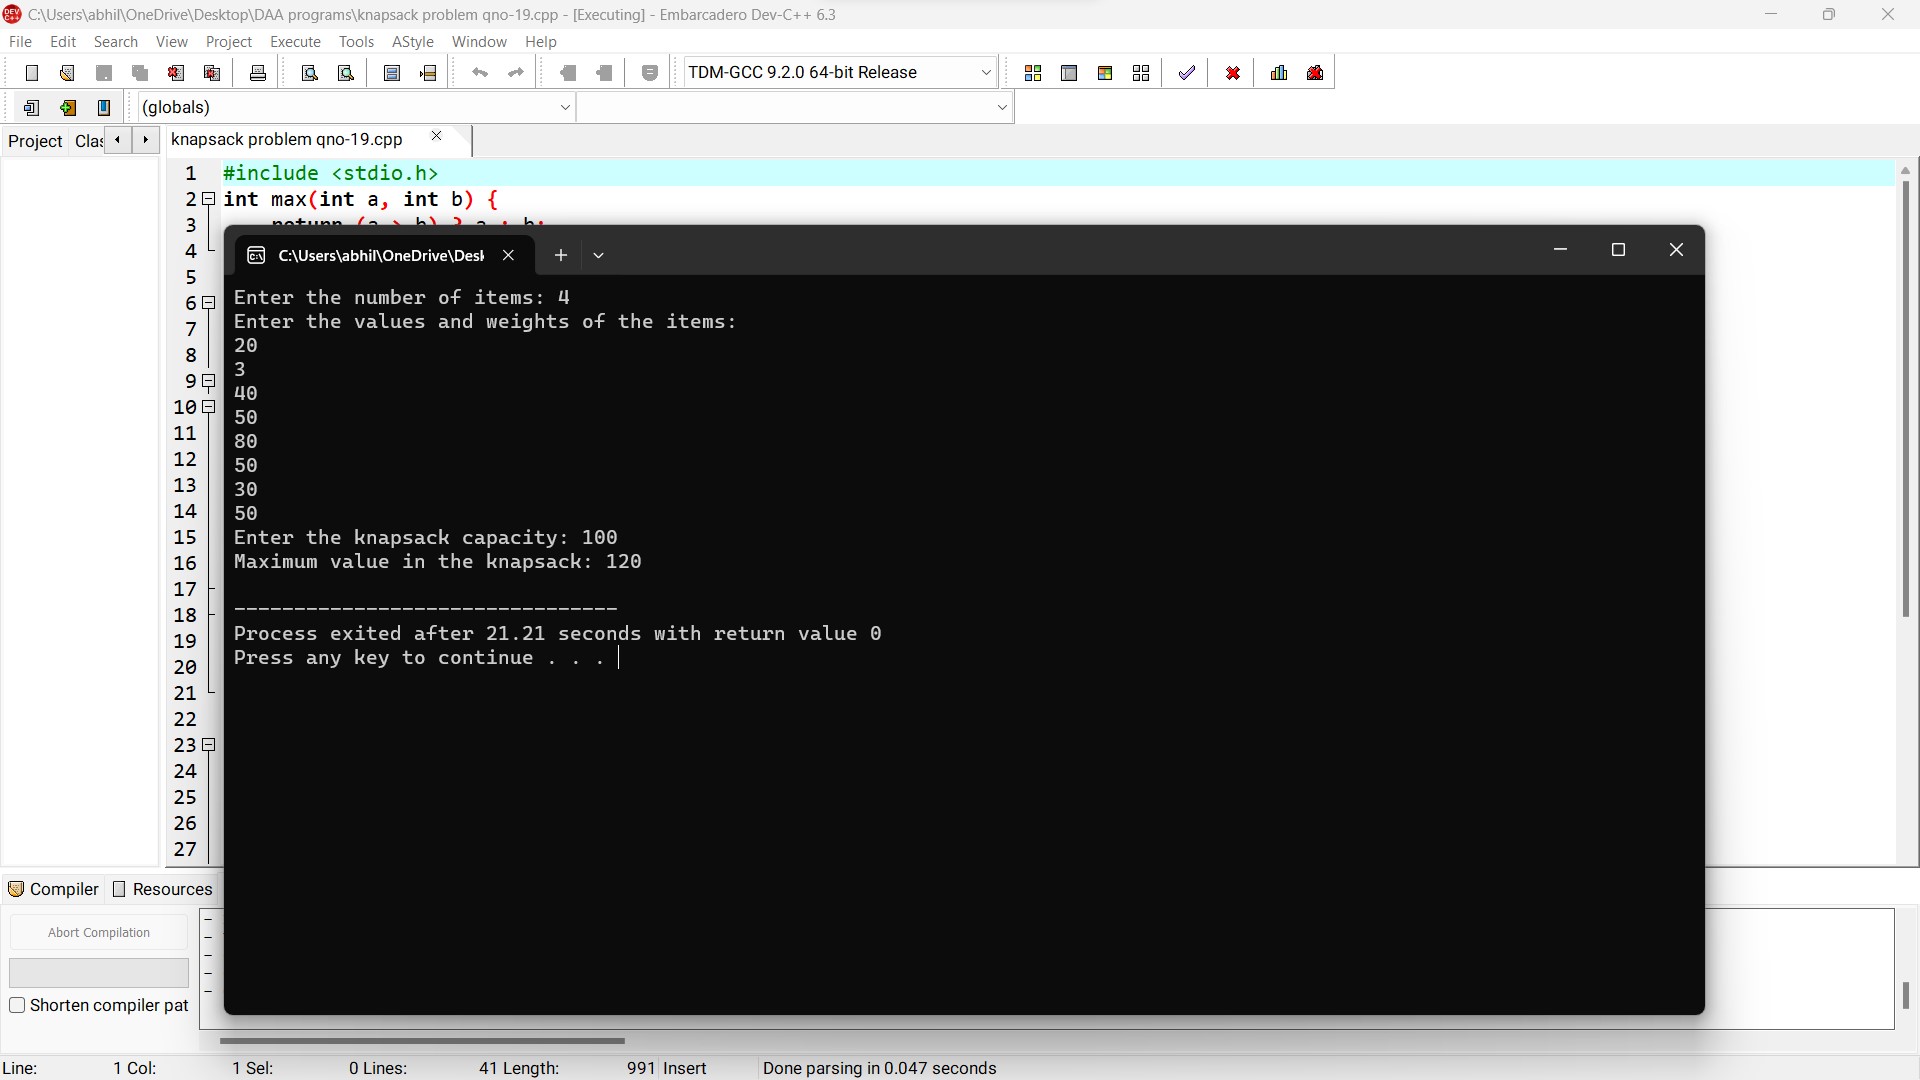 C:\Users\abhil\OneDrive\Desktop\DAA programs\knapsack problem qno-19.cpp - [Executing] - Embarcadero Dev-C++ 6.3
File Edit Search View Project Execute Tools AStyle Window Help
TDM-GCC 9.2.0 64-bit Release
(globals)
Project Clas knapsack problem qno-19.cpp
1 #include <stdio.h>
2 int max(int a, int b) {
3 return (a > b) ? a : b;
4
5
6
7
8
9
10
11
12
13
14
15
16
17
18
19
20
21
22
23
24
25
26
27
C:\Users\abhil\OneDrive\Desk
Enter the number of items: 4
Enter the values and weights of the items:
20
3
40
50
80
50
30
50
Enter the knapsack capacity: 100
Maximum value in the knapsack: 120
--------------------------------
Process exited after 21.21 seconds with return value 0
Press any key to continue . . .
Compiler Resources
Abort Compilation
Shorten compiler pat
Line: 1 Col: 1 Sel: 0 Lines: 41 Length: 991 Insert Done parsing in 0.047 seconds